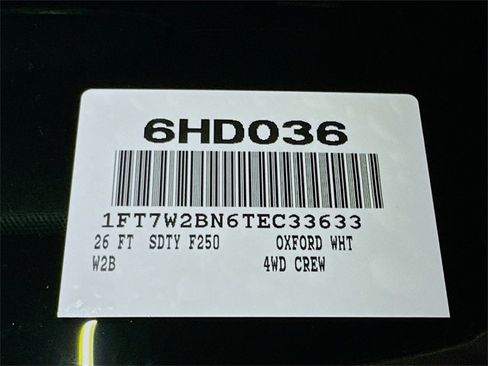 6HD036
1FT7W2BN6TEC33633
26 FT SDTY F250 OXFORD WHT
W2B 4WD CREW